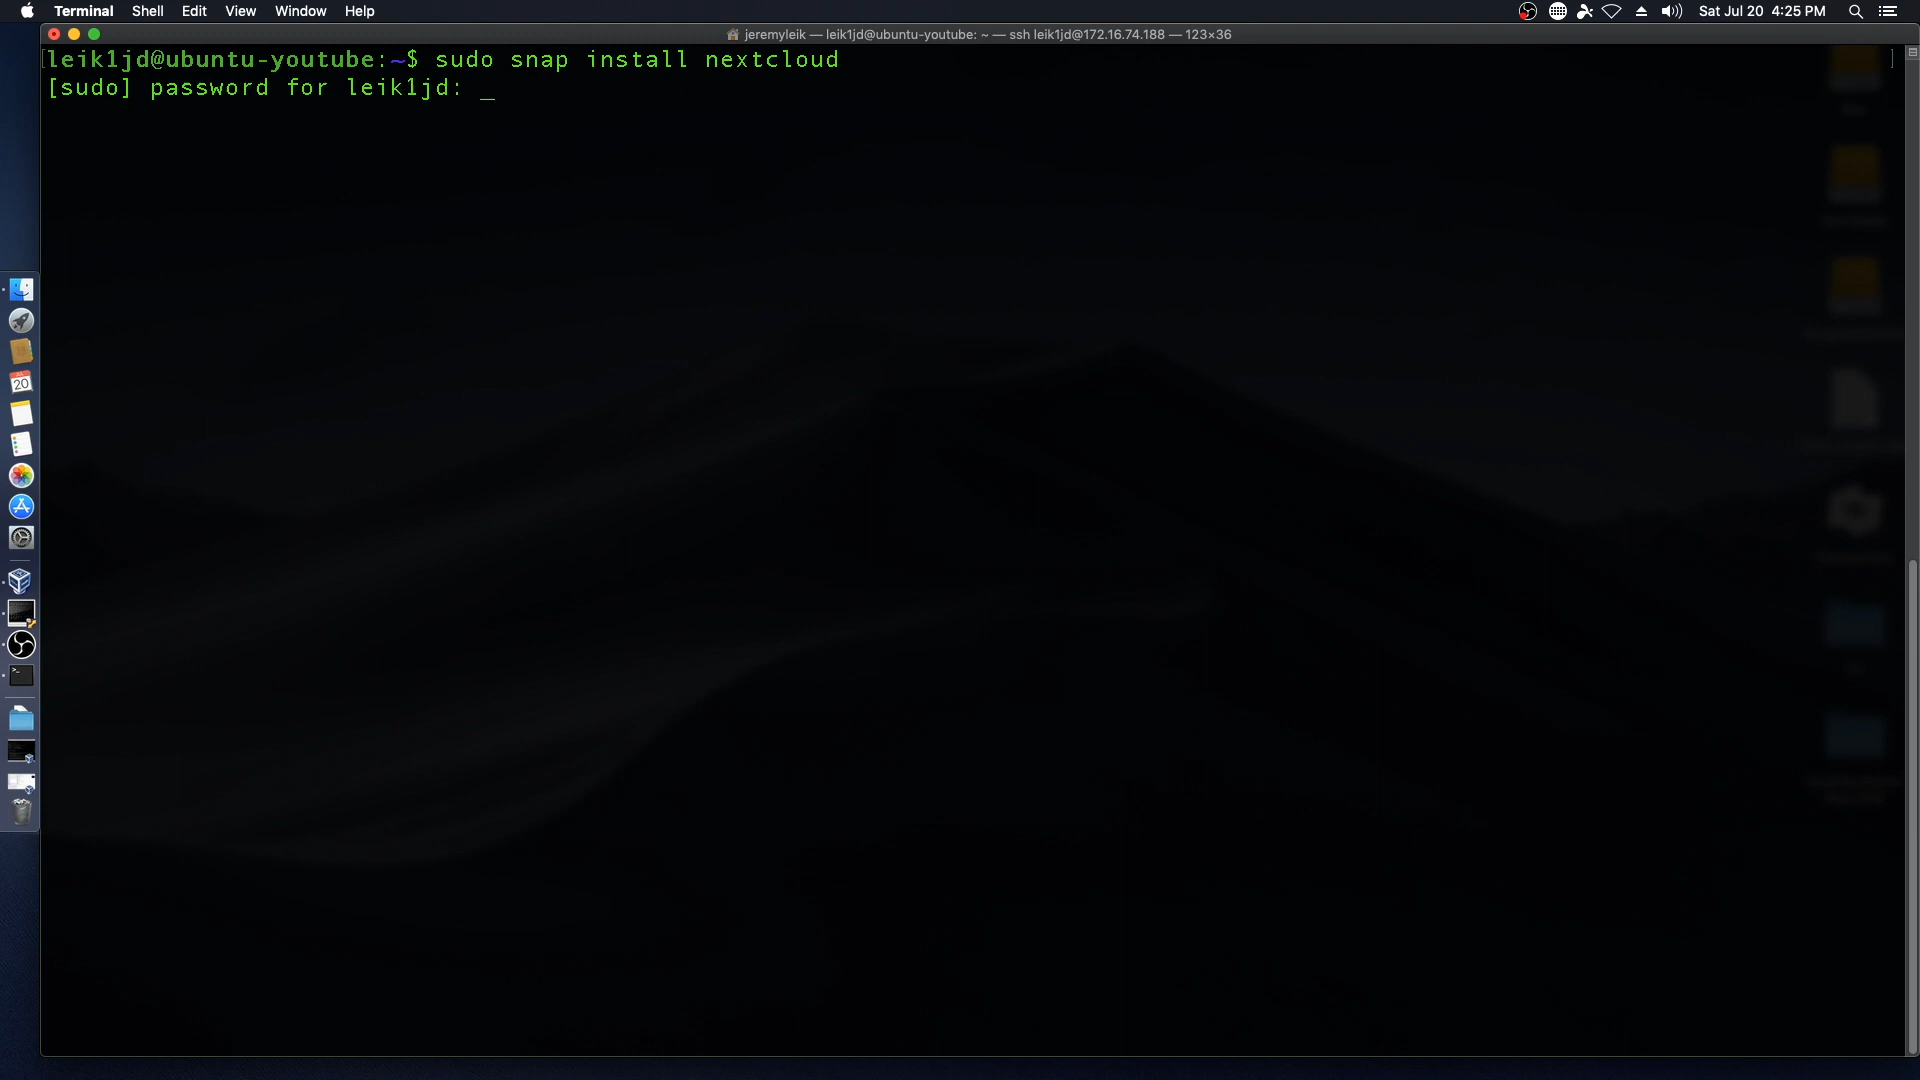 Terminal Shell Edit View Window Help Sat Jul 20 4:25 PM
jeremyleik — leik1jd@ubuntu-youtube: ~ — ssh leik1jd@172.16.74.188 — 123×36
[leik1jd@ubuntu-youtube:~$ sudo snap install nextcloud ]
[sudo] password for leik1jd: _
20